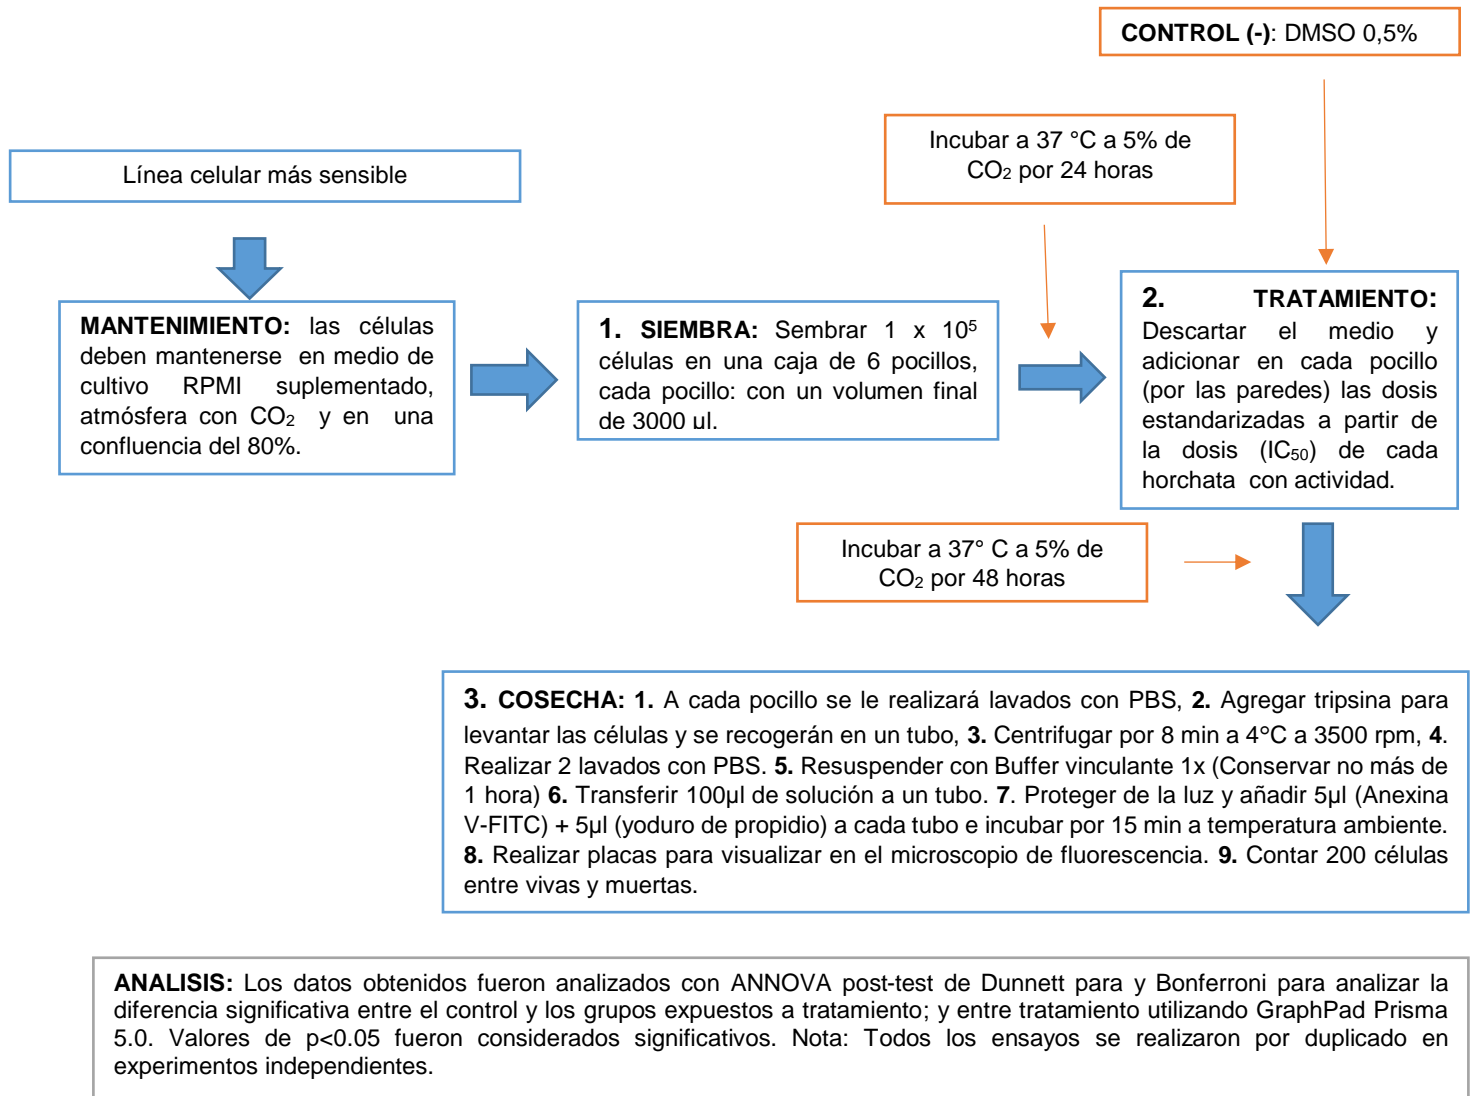 CONTROL (-): DMSO 0,5%
Incubar a 37 °C a 5% de
CO₂ por 24 horas
Línea celular más sensible
MANTENIMIENTO: las células
deben mantenerse en medio de
cultivo RPMI suplementado,
atmósfera con CO₂ y en una
confluencia del 80%.
1. SIEMBRA: Sembrar 1 x 10⁵
células en una caja de 6 pocillos,
cada pocillo: con un volumen final
de 3000 µl.
2. TRATAMIENTO:
Descartar el medio y
adicionar en cada pocillo
(por las paredes) las dosis
estandarizadas a partir de
la dosis (IC₅₀) de cada
horchata con actividad.
Incubar a 37° C a 5% de
CO₂ por 48 horas
3. COSECHA: 1. A cada pocillo se le realizará lavados con PBS, 2. Agregar tripsina para
levantar las células y se recogerán en un tubo, 3. Centrifugar por 8 min a 4°C a 3500 rpm, 4.
Realizar 2 lavados con PBS. 5. Resuspender con Buffer vinculante 1x (Conservar no más de
1 hora) 6. Transferir 100µl de solución a un tubo. 7. Proteger de la luz y añadir 5µl (Anexina
V-FITC) + 5µl (yoduro de propidio) a cada tubo e incubar por 15 min a temperatura ambiente.
8. Realizar placas para visualizar en el microscopio de fluorescencia. 9. Contar 200 células
entre vivas y muertas.
ANALISIS: Los datos obtenidos fueron analizados con ANNOVA post-test de Dunnett para y Bonferroni para analizar la
diferencia significativa entre el control y los grupos expuestos a tratamiento; y entre tratamiento utilizando GraphPad Prisma
5.0. Valores de p<0.05 fueron considerados significativos. Nota: Todos los ensayos se realizaron por duplicado en
experimentos independientes.